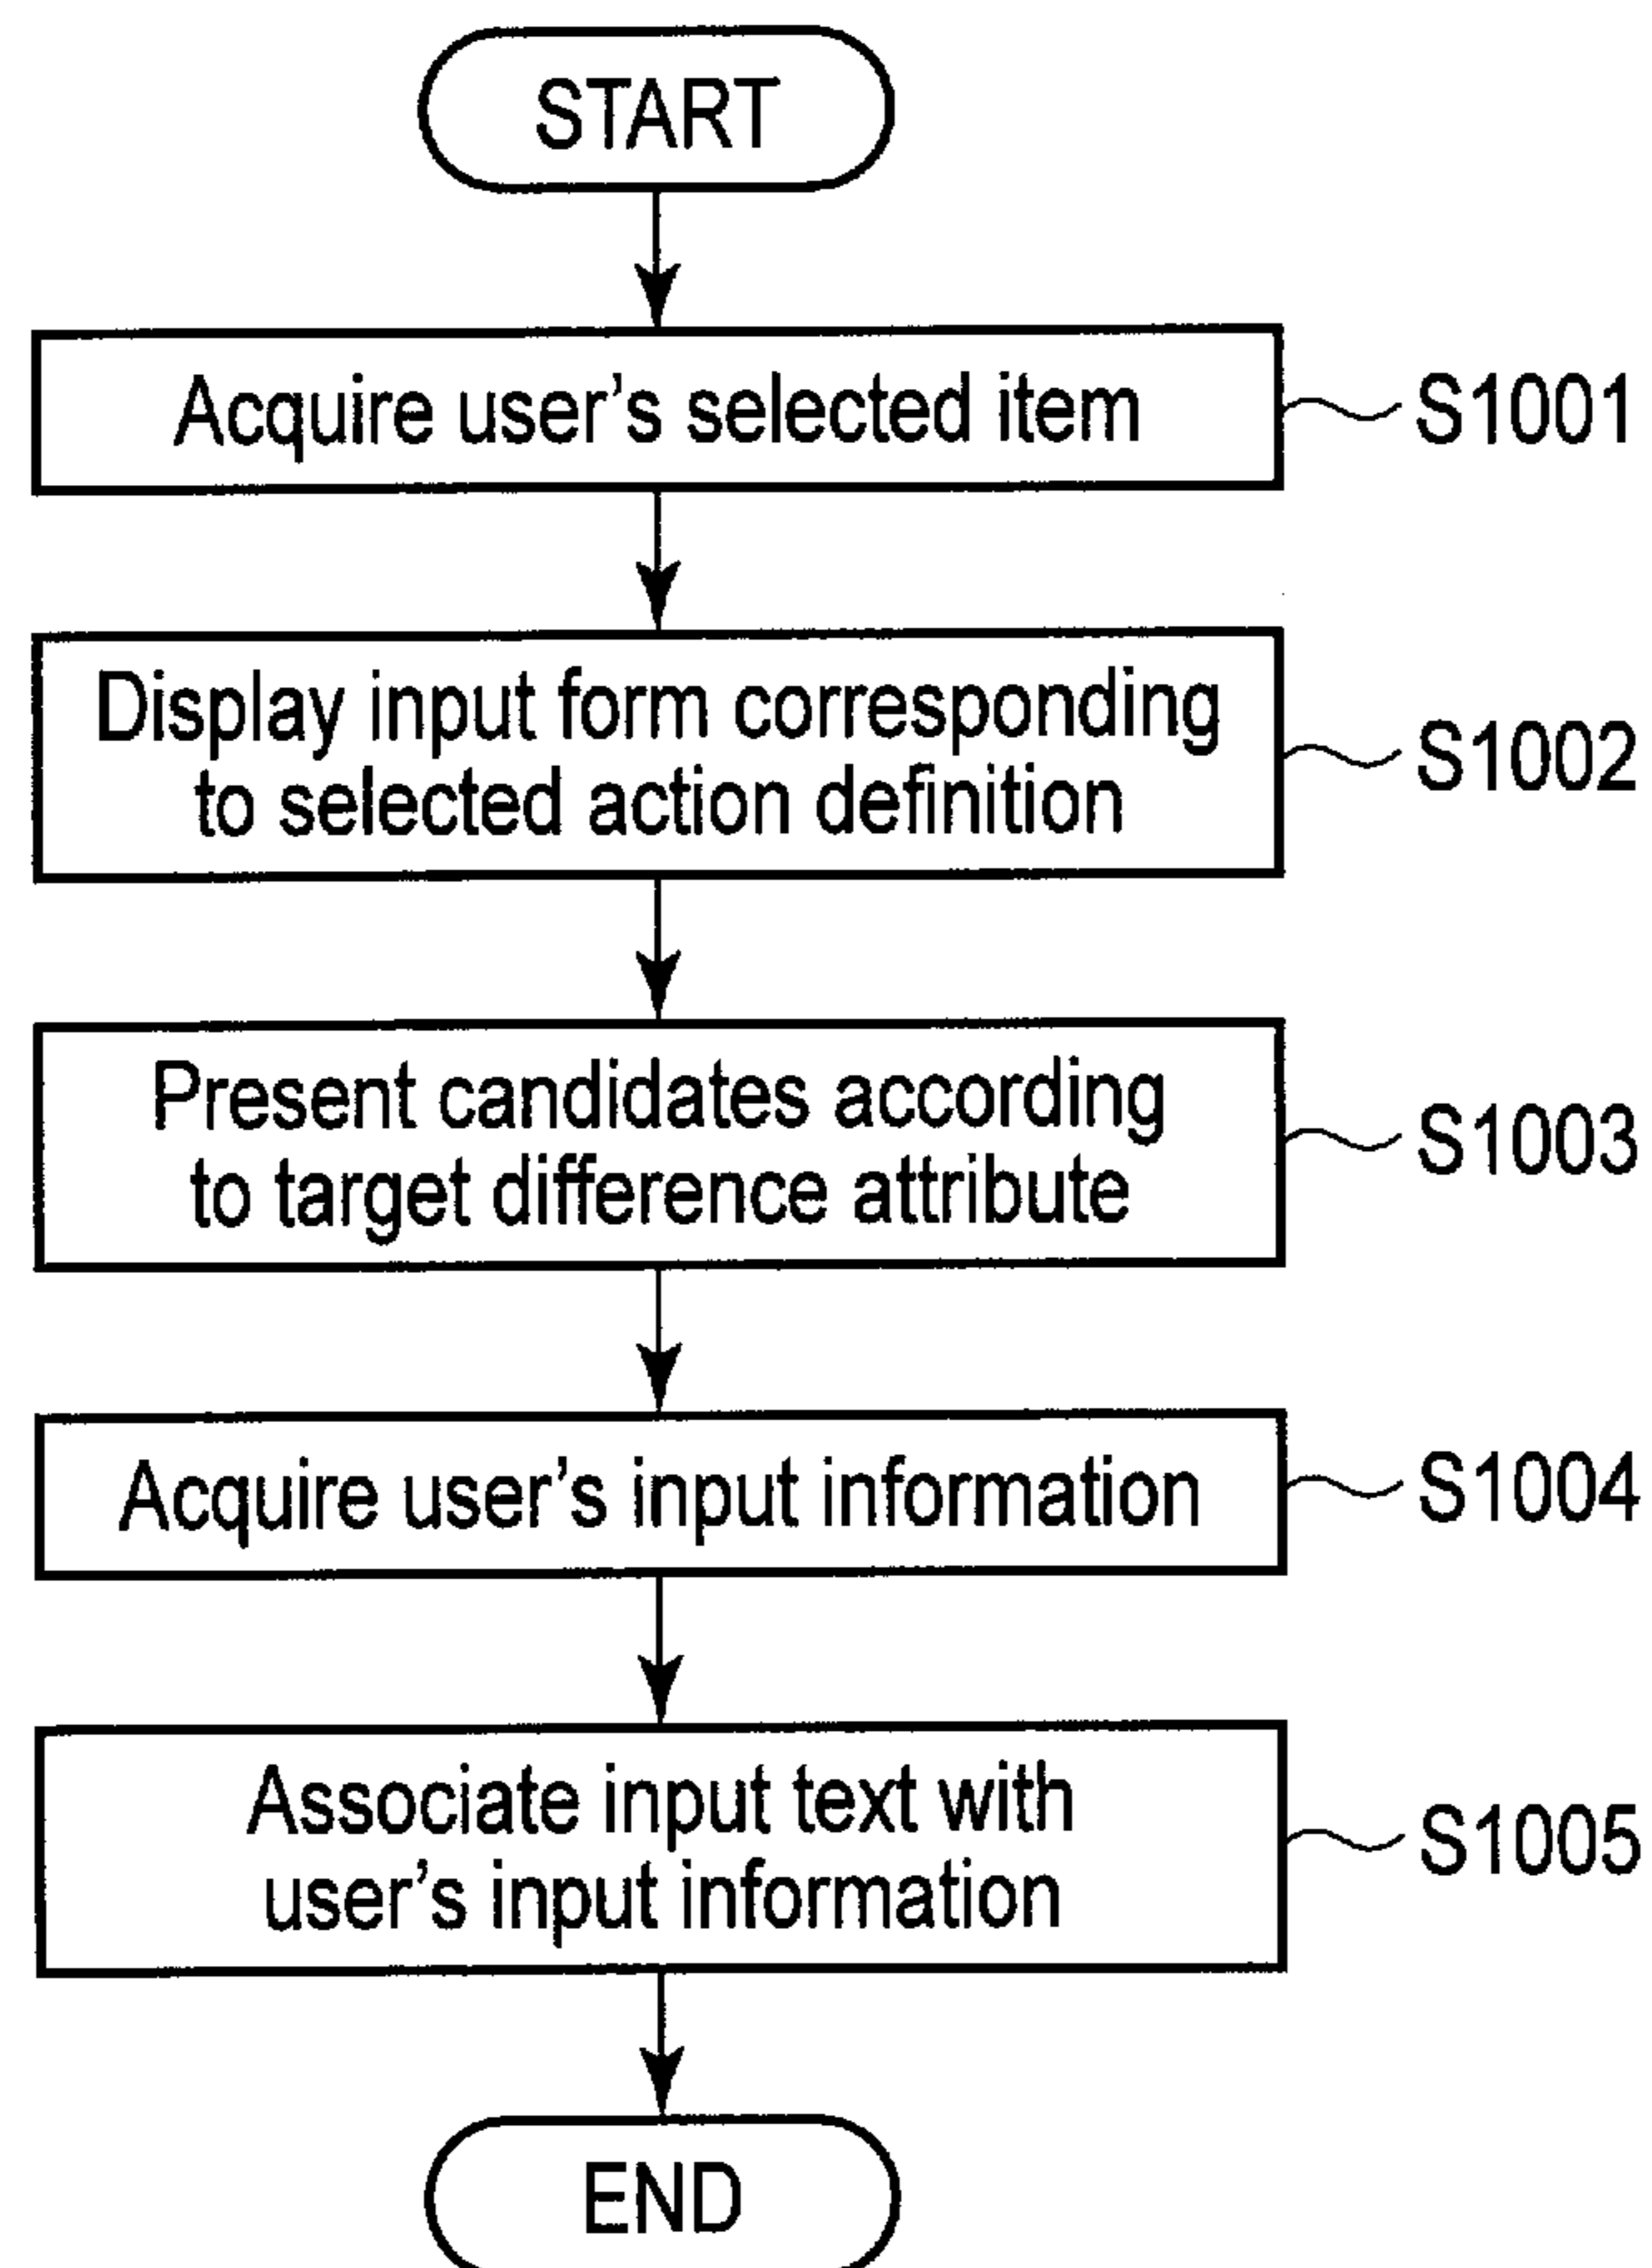 START
Acquire user's selected item
S1001
Display input form corresponding
to selected action definition
S1002
Present candidates according
to target difference attribute
S1003
Acquire user's input information
S1004
Associate input text with
user's input information
S1005
END